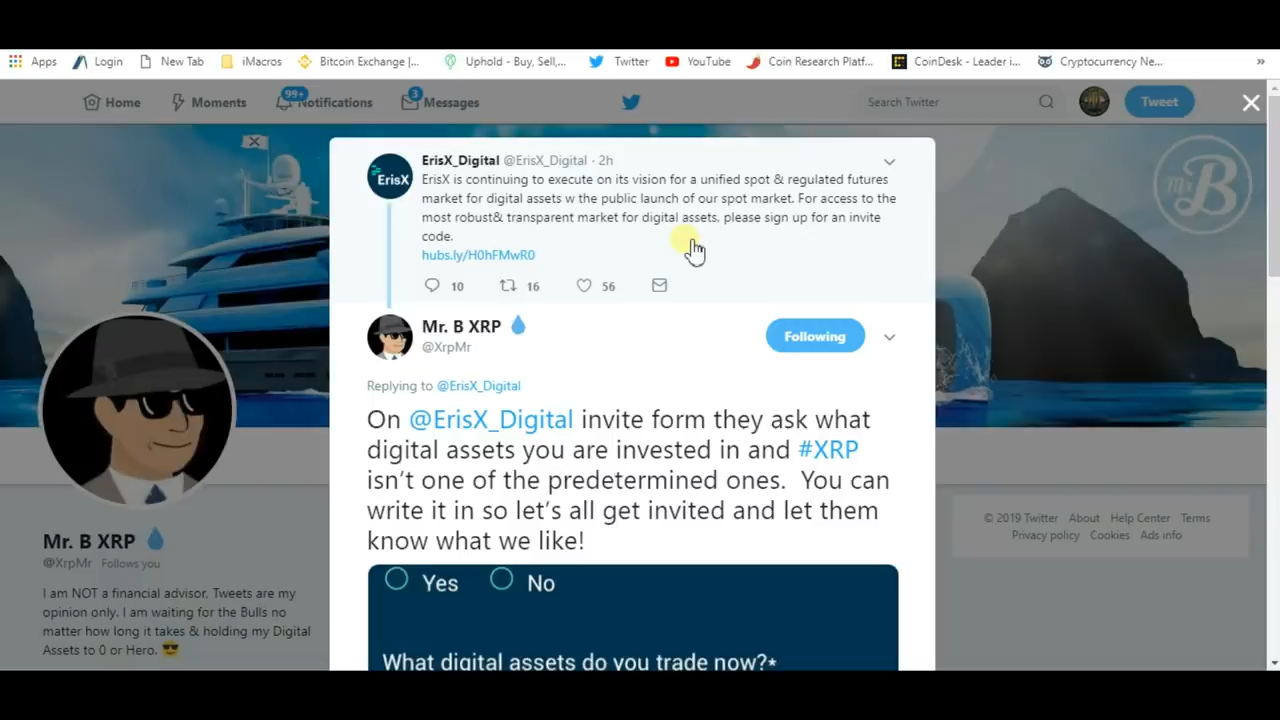 Apps Login New Tab iMacros Bitcoin Exchange |... Uphold - Buy, Sell,... Twitter YouTube Coin Research Platf... CoinDesk - Leader i... Cryptocurrency Ne... »
Home Moments 99+ Notifications 3 Messages Search Twitter Tweet
Mr. B
ErisX
ErisX_Digital @ErisX_Digital · 2h
ErisX is continuing to execute on its vision for a unified spot & regulated futures
market for digital assets w the public launch of our spot market. For access to the
most robust& transparent market for digital assets, please sign up for an invite
code.
hubs.ly/H0hFMwR0
10 16 56
Mr. B XRP
@XrpMr
Following
Replying to @ErisX_Digital
On @ErisX_Digital invite form they ask what
digital assets you are invested in and #XRP
isn't one of the predetermined ones. You can
write it in so let's all get invited and let them
know what we like!
Yes No
What digital assets do you trade now?*
Mr. B XRP
@XrpMr Follows you
I am NOT a financial advisor. Tweets are my
opinion only. I am waiting for the Bulls no
matter how long it takes & holding my Digital
Assets to 0 or Hero. 😎
© 2019 Twitter About Help Center Terms
Privacy policy Cookies Ads info